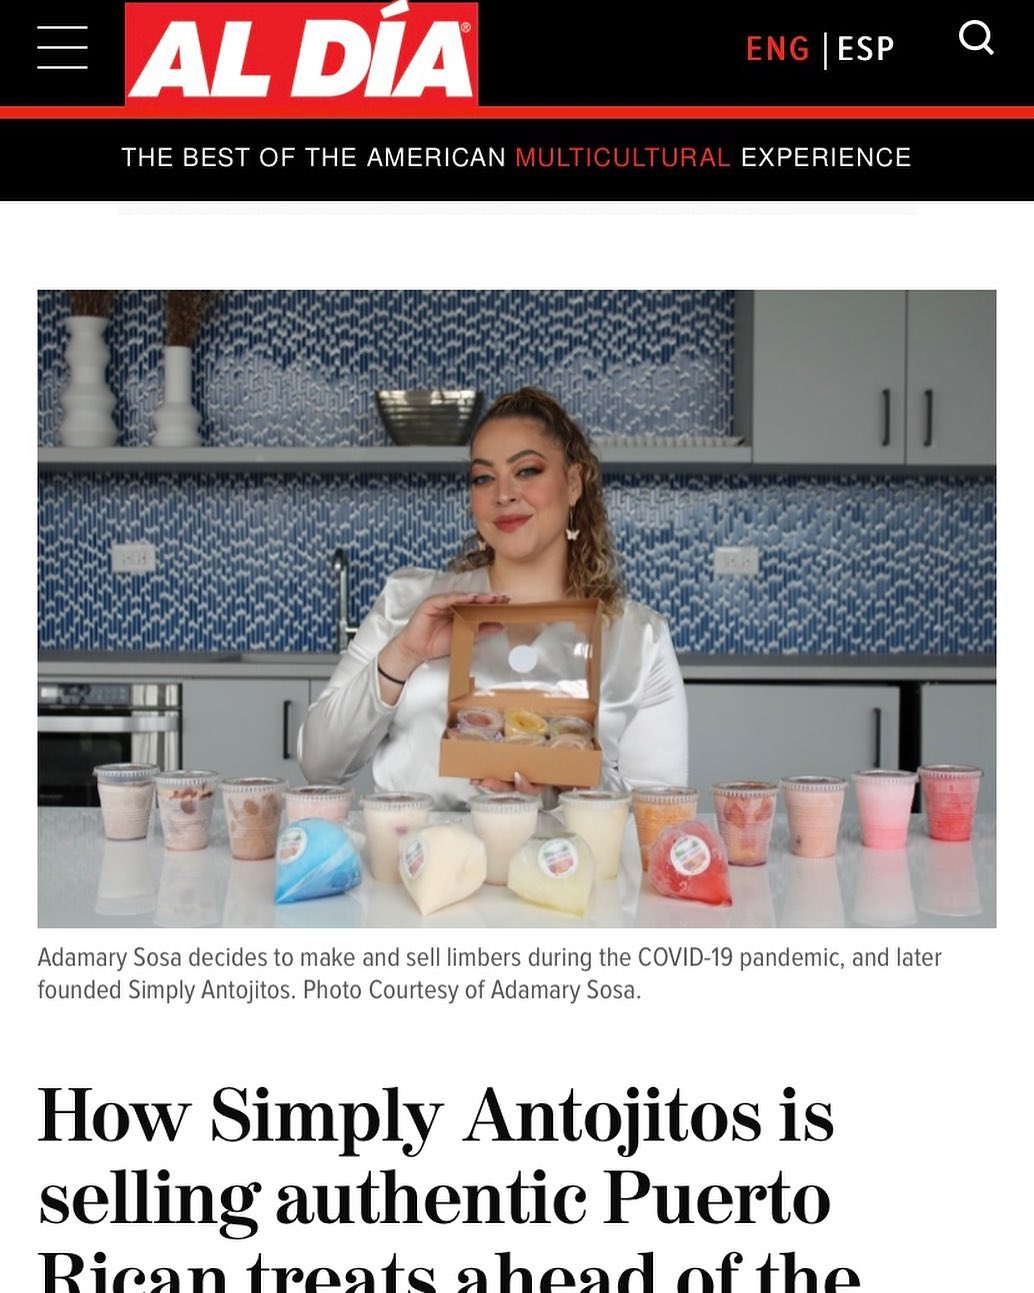 AL DÍA®
ENG | ESP
THE BEST OF THE AMERICAN MULTICULTURAL EXPERIENCE
Adamary Sosa decides to make and sell limbers during the COVID-19 pandemic, and later
founded Simply Antojitos. Photo Courtesy of Adamary Sosa.
How Simply Antojitos is
selling authentic Puerto
Rican treats ahead of the